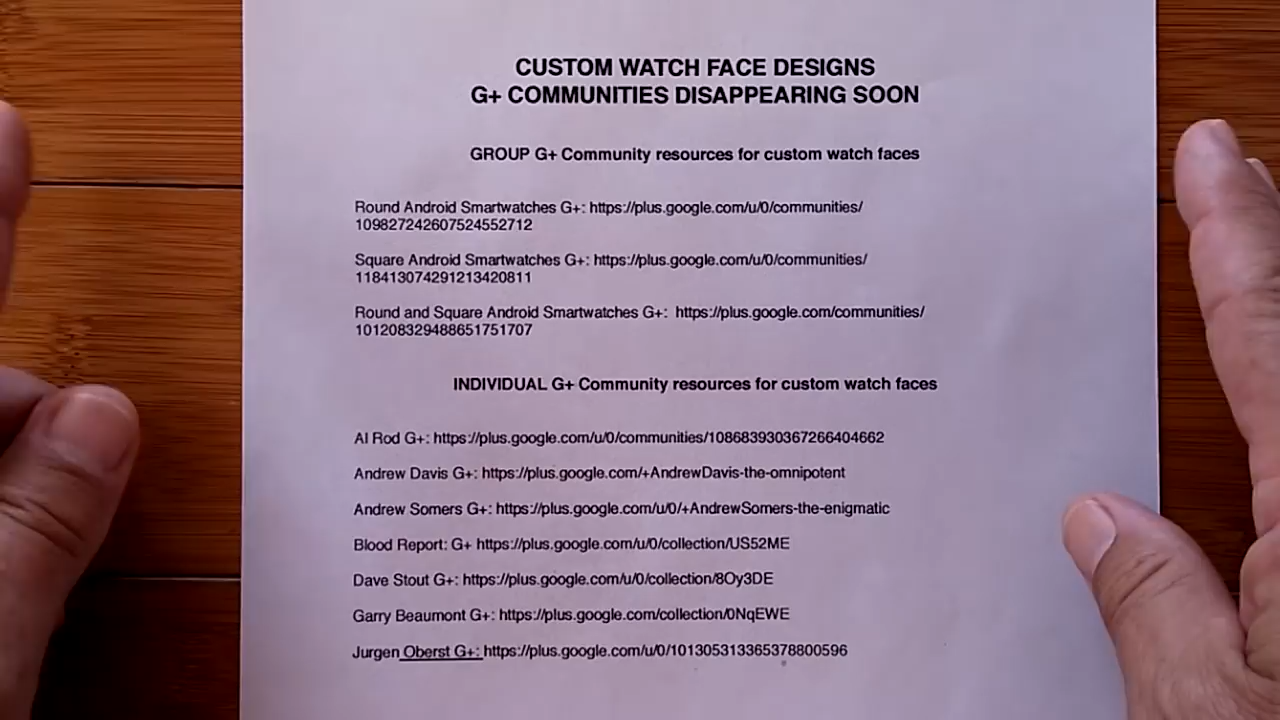 CUSTOM WATCH FACE DESIGNS
G+ COMMUNITIES DISAPPEARING SOON
GROUP G+ Community resources for custom watch faces
Round Android Smartwatches G+: https://plus.google.com/u/0/communities/
109827242607524552712
Square Android Smartwatches G+: https://plus.google.com/u/0/communities/
118413074291213420811
Round and Square Android Smartwatches G+: https://plus.google.com/communities/
101208329488651751707
INDIVIDUAL G+ Community resources for custom watch faces
Al Rod G+: https://plus.google.com/u/0/communities/108683930367266404662
Andrew Davis G+: https://plus.google.com/+AndrewDavis-the-omnipotent
Andrew Somers G+: https://plus.google.com/u/0/+AndrewSomers-the-enigmatic
Blood Report: G+ https://plus.google.com/u/0/collection/US52ME
Dave Stout G+: https://plus.google.com/u/0/collection/8Oy3DE
Garry Beaumont G+: https://plus.google.com/collection/0NqEWE
Jurgen Oberst G+: https://plus.google.com/u/0/101305313365378800596